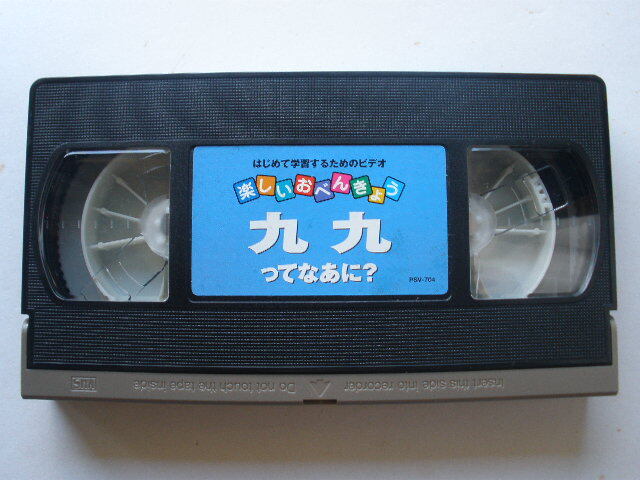 はじめて学習するためのビデオ
楽しいおべんきょう
九九
ってなあに?
PSV-704
Insert this side into recorder
Do not touch the tape inside
VHS